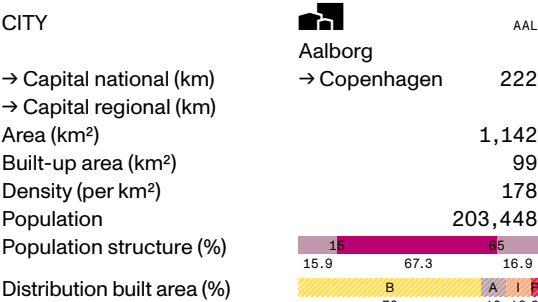 CITY AAL
Aalborg
→ Capital national (km) → Copenhagen 222
→ Capital regional (km)
Area (km²) 1,142
Built-up area (km²) 99
Density (per km²) 178
Population 203,448
Population structure (%) 15 65
15.9 67.3 16.9
Distribution built area (%) B A I P